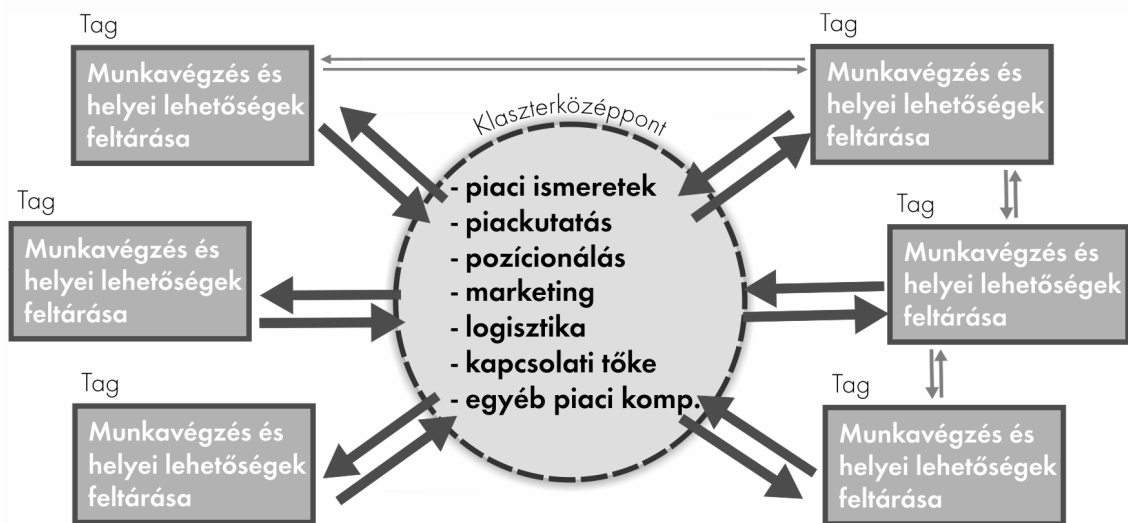 Tag
Munkavégzés és
helyei lehetőségek
feltárása
Tag
Munkavégzés és
helyei lehetőségek
feltárása
Klaszterközéppont
- piaci ismeretek
- piackutatás
- pozícionálás
- marketing
- logisztika
- kapcsolati tőke
- egyéb piaci komp.
Tag
Munkavégzés és
helyei lehetőségek
feltárása
Tag
Munkavégzés és
helyei lehetőségek
feltárása
Tag
Munkavégzés és
helyei lehetőségek
feltárása
Tag
Munkavégzés és
helyei lehetőségek
feltárása